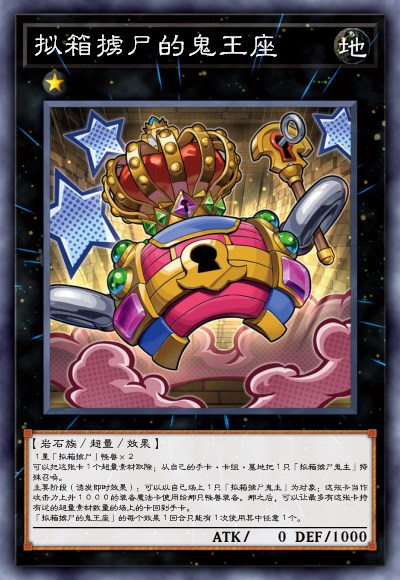 拟箱掳尸的鬼王座
地
【岩石族／超量／效果】
１星「拟箱掳尸」怪兽×２
可以把这张卡１个超量素材取除；从自己的手卡·卡组·墓地把１只「拟箱掳尸鬼主」特
殊召唤。
主要阶段（诱发即时效果）：可以以自己场上１只「拟箱掳尸鬼主」为对象；这张卡当作
攻击力上升１０００的装备魔法卡使用给那只怪兽装备。那之后，可以让最多有这张卡持
有过的超量素材数量的场上的卡回到手卡。
「拟箱掳尸的鬼王座」的每个效果１回合只能有１次使用其中任意１个。
ATK/ 0 DEF/1000